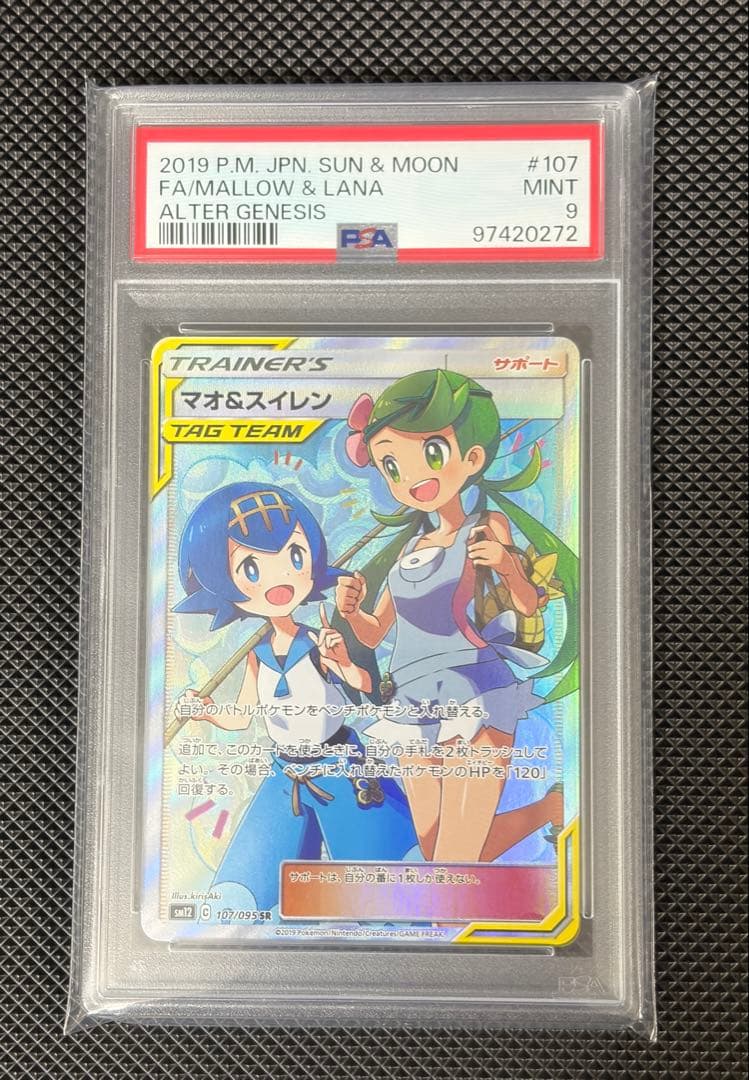 2019 P.M. JPN. SUN & MOON #107
FA/MALLOW & LANA MINT
ALTER GENESIS 9
PSA 97420272
TRAINER'S サポート
マオ&スイレン
TAG TEAM
自分のバトルポケモンをベンチポケモンと入れ替える。
追加で、このカードを使うときに、自分の手札を2枚トラッシュして
よい。その場合、ベンチに入れ替えたポケモンのHPを「120」
回復する。
サポートは、自分の番に1枚しか使えない。
Illus.kirisAki
SM12 C 107/095 SR
©2019 Pokémon/Nintendo/Creatures/GAME FREAK.
PSA